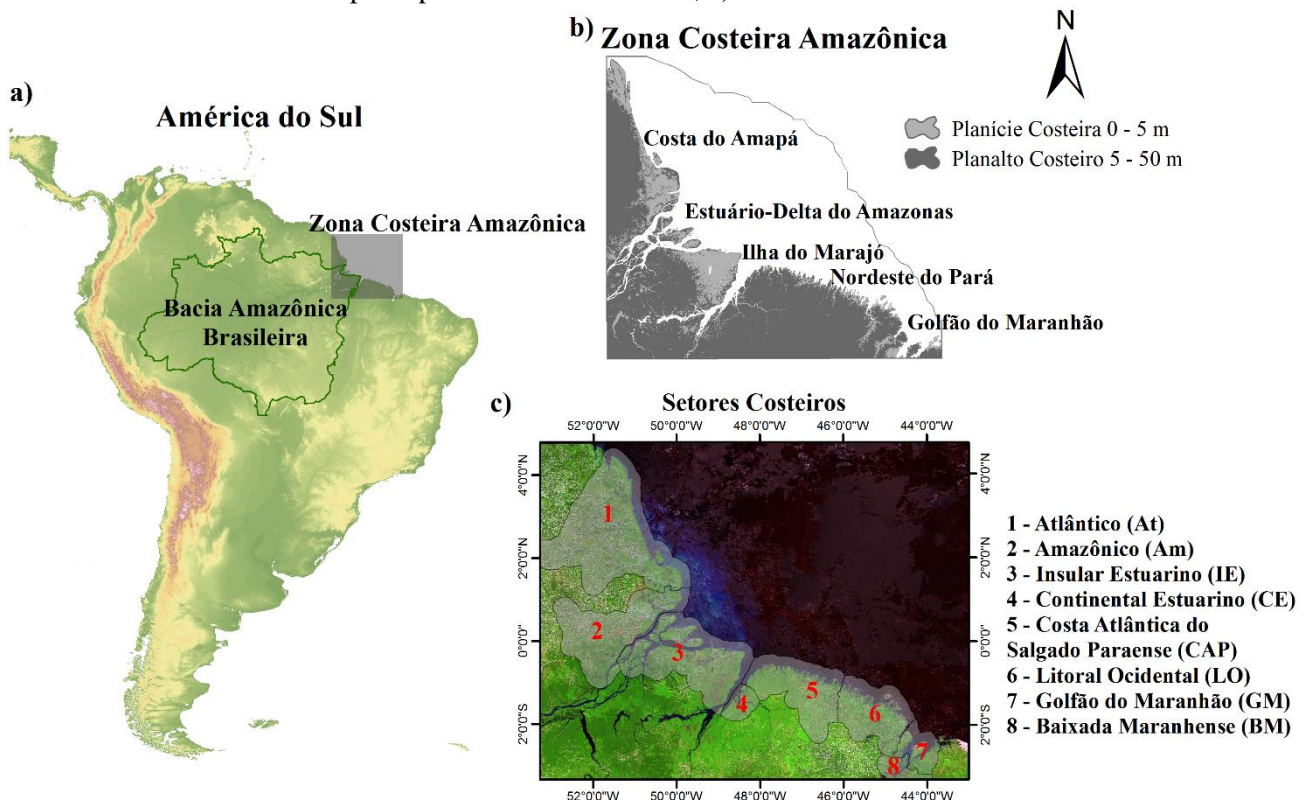 a)
América do Sul
Zona Costeira Amazônica
Bacia Amazônica
Brasileira
b) Zona Costeira Amazônica
N
Costa do Amapá
Estuário-Delta do Amazonas
Ilha do Marajó
Nordeste do Pará
Golfão do Maranhão
Planície Costeira 0 - 5 m
Planalto Costeiro 5 - 50 m
c) Setores Costeiros
52°0'0"W 50°0'0"W 48°0'0"W 46°0'0"W 44°0'0"W
4°0'0"N 4°0'0"N
2°0'0"N 2°0'0"N
0°0'0" 0°0'0"
2°0'0"S 2°0'0"S
1
2
3
4
5
6
7
8
52°0'0"W 50°0'0"W 48°0'0"W 46°0'0"W 44°0'0"W
1 - Atlântico (At)
2 - Amazônico (Am)
3 - Insular Estuarino (IE)
4 - Continental Estuarino (CE)
5 - Costa Atlântica do
Salgado Paraense (CAP)
6 - Litoral Ocidental (LO)
7 - Golfão do Maranhão (GM)
8 - Baixada Maranhense (BM)